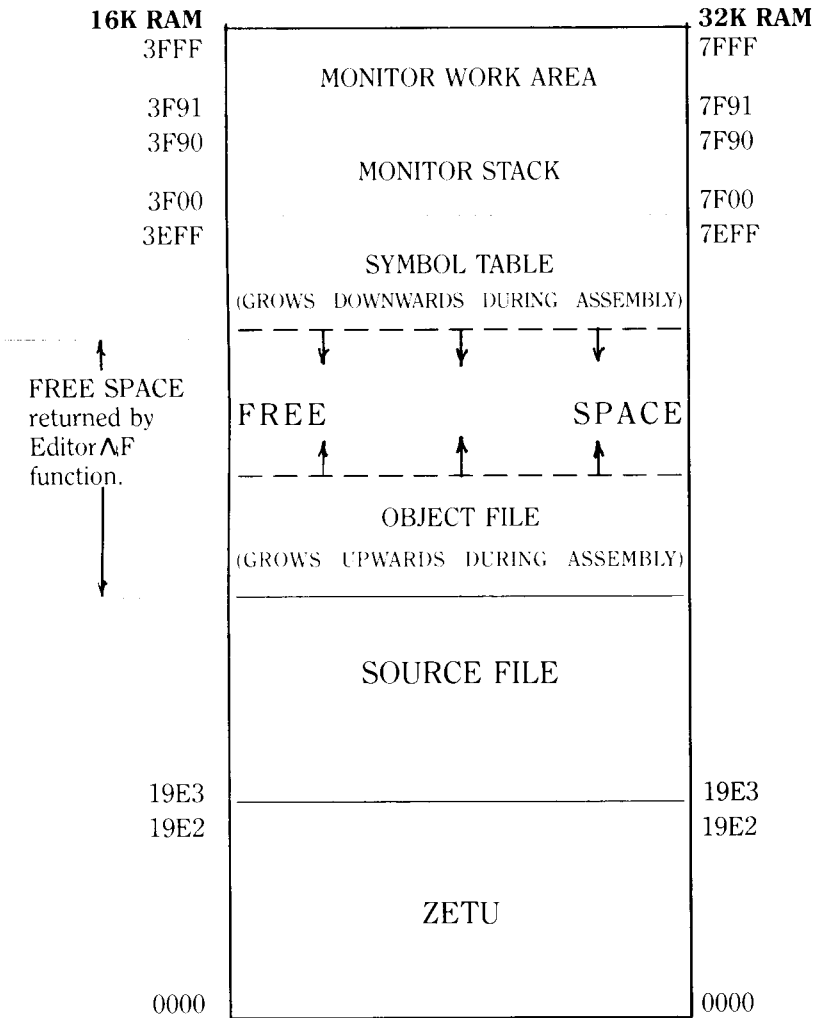 16K RAM
32K RAM
3FFF
7FFF
MONITOR WORK AREA
3F91
7F91
3F90
7F90
MONITOR STACK
3F00
7F00
3EFF
7EFF
SYMBOL TABLE
(GROWS DOWNWARDS DURING ASSEMBLY)
FREE SPACE
returned by
Editor ΛF
function.
FREE SPACE
OBJECT FILE
(GROWS UPWARDS DURING ASSEMBLY)
SOURCE FILE
19E3
19E3
19E2
19E2
ZETU
0000
0000